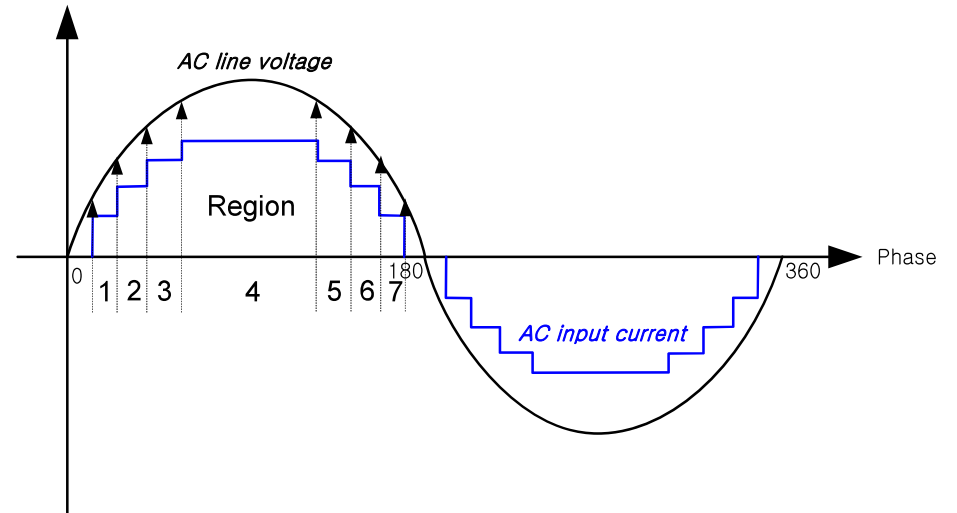 AC line voltage
Region
Phase
0
180
360
1 2 3 4 5 6 7
AC input current